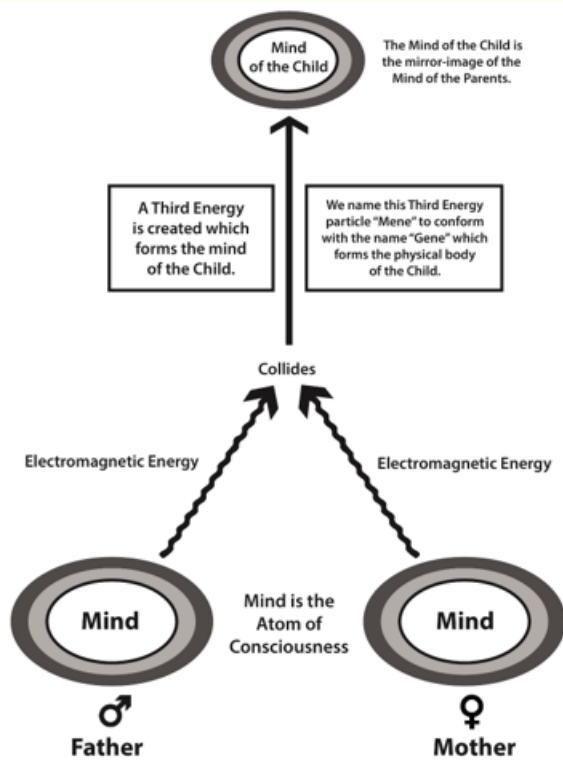 Mind
of the Child
The Mind of the Child is
the mirror-image of the
Mind of the Parents.
A Third Energy
is created which
forms the mind
of the Child.
We name this Third Energy
particle “Mene” to conform
with the name “Gene” which
forms the physical body
of the Child.
Collides
Electromagnetic Energy
Electromagnetic Energy
Mind
Mind is the
Atom of
Consciousness
Mind
♂
♀
Father
Mother